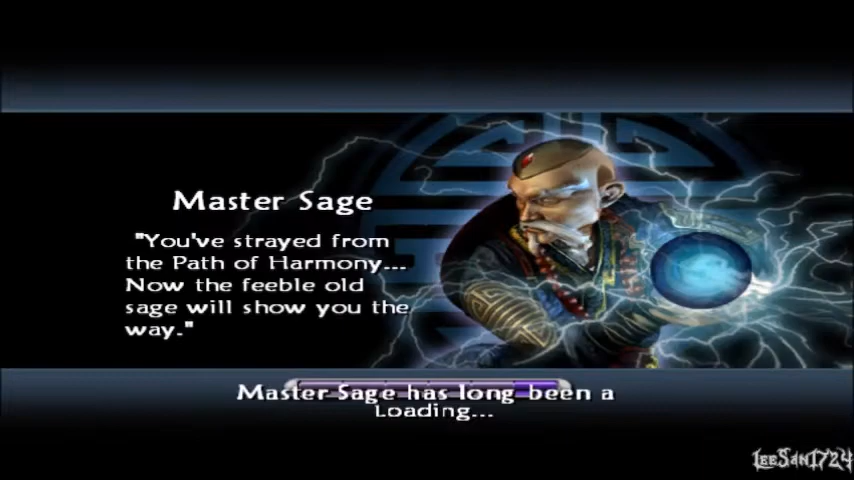 Master Sage
"You've strayed from
the Path of Harmony...
Now the feeble old
sage will show you the
way."
Master Sage has long been a
Loading...
LeeSan1724